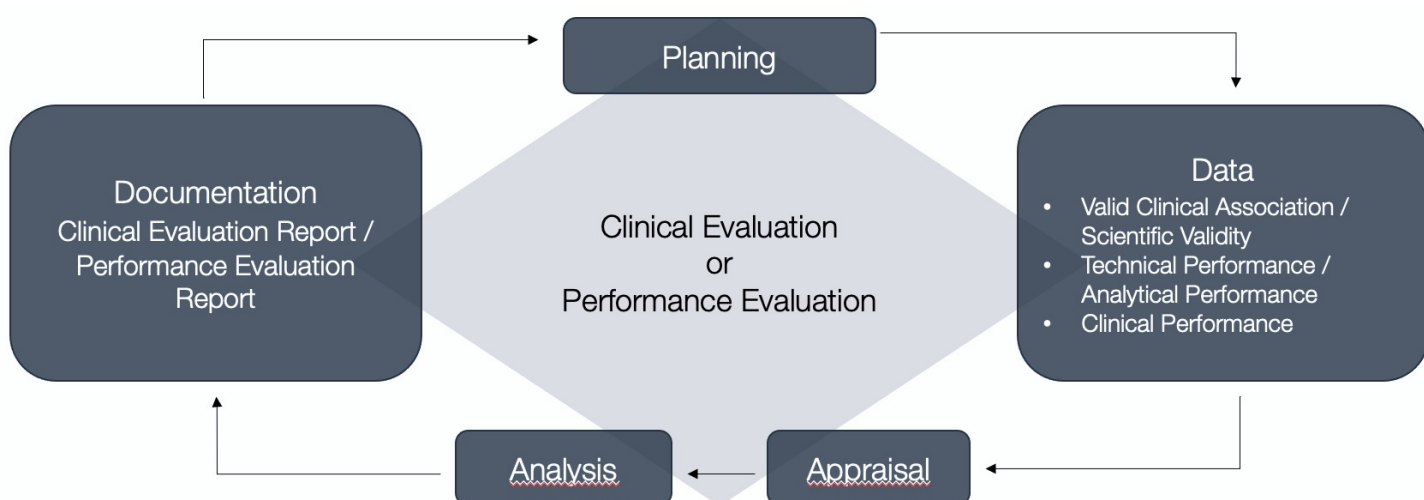 Planning
Documentation
Clinical Evaluation Report /
Performance Evaluation
Report
Clinical Evaluation
or
Performance Evaluation
Data
• Valid Clinical Association /
Scientific Validity
• Technical Performance /
Analytical Performance
• Clinical Performance
Analysis
Appraisal